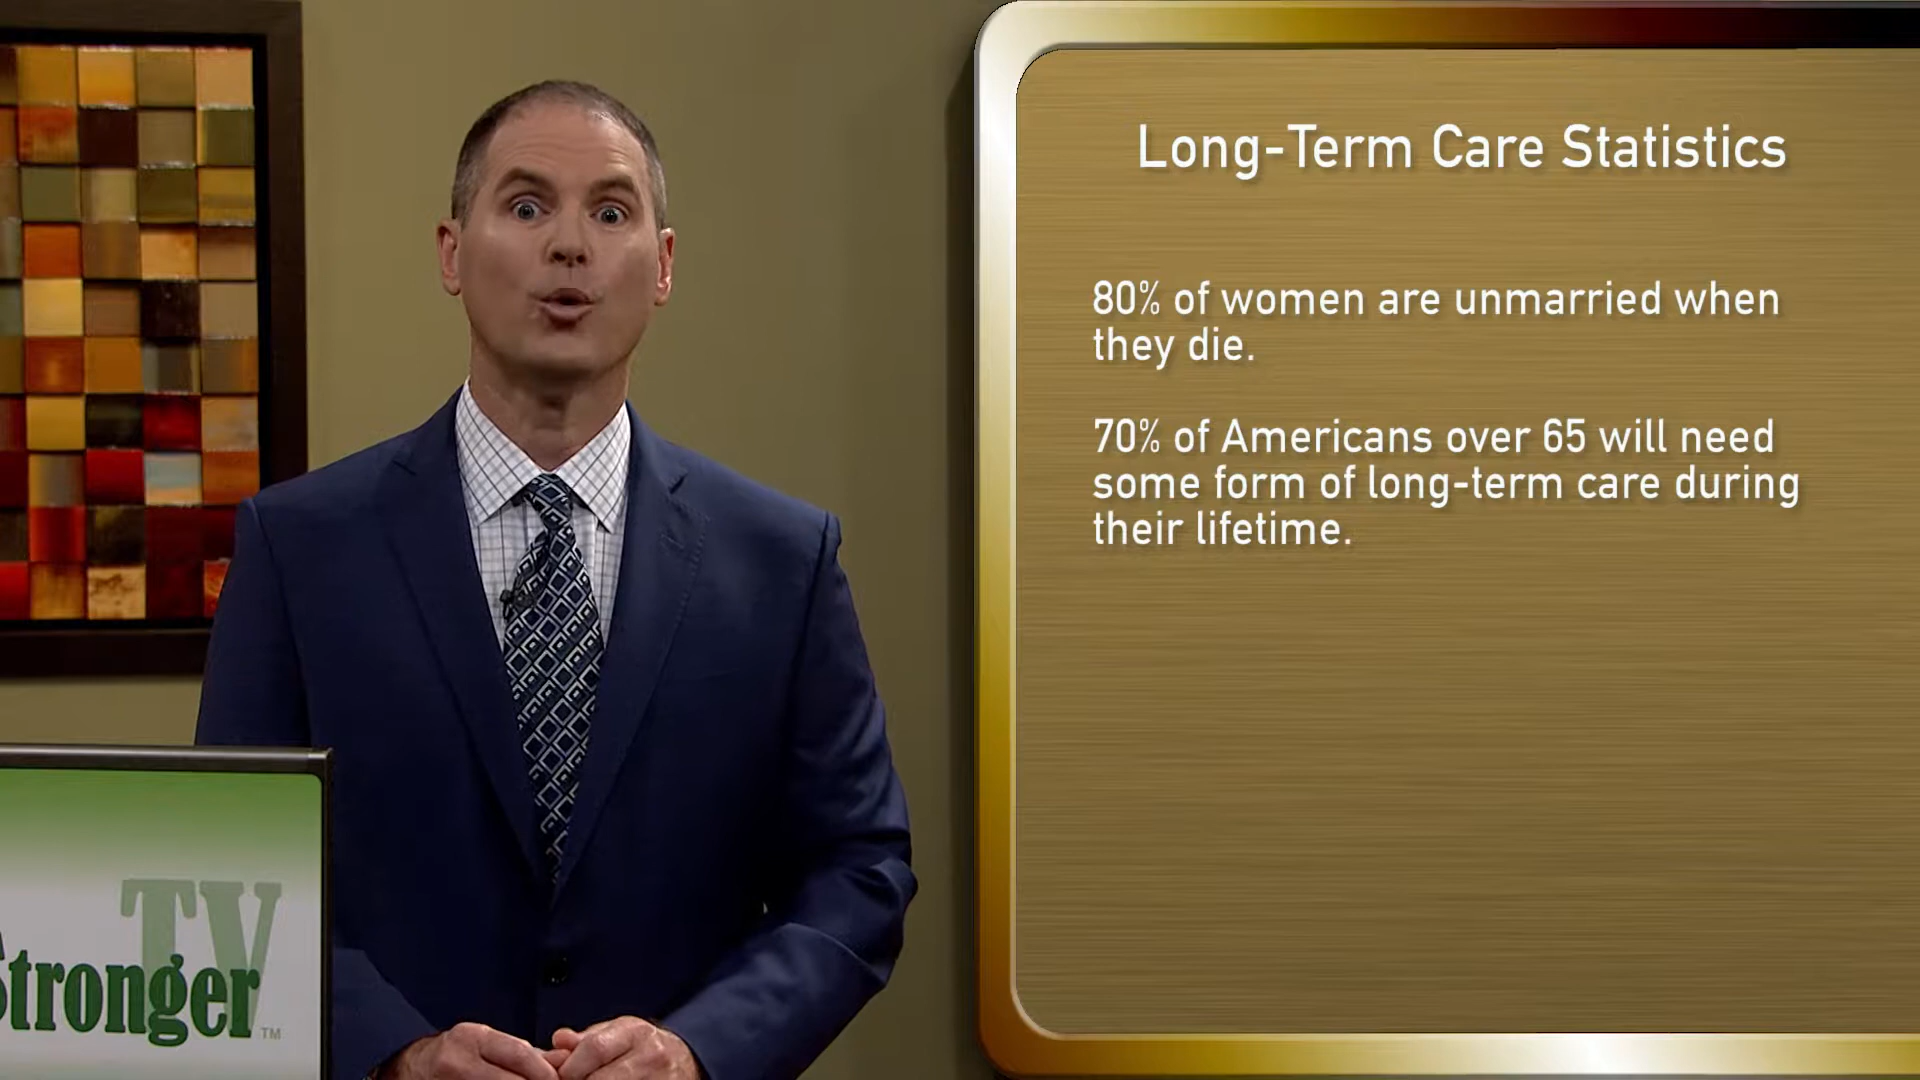 Long-Term Care Statistics
80% of women are unmarried when
they die.
70% of Americans over 65 will need
some form of long-term care during
their lifetime.
TV
Stronger
TM